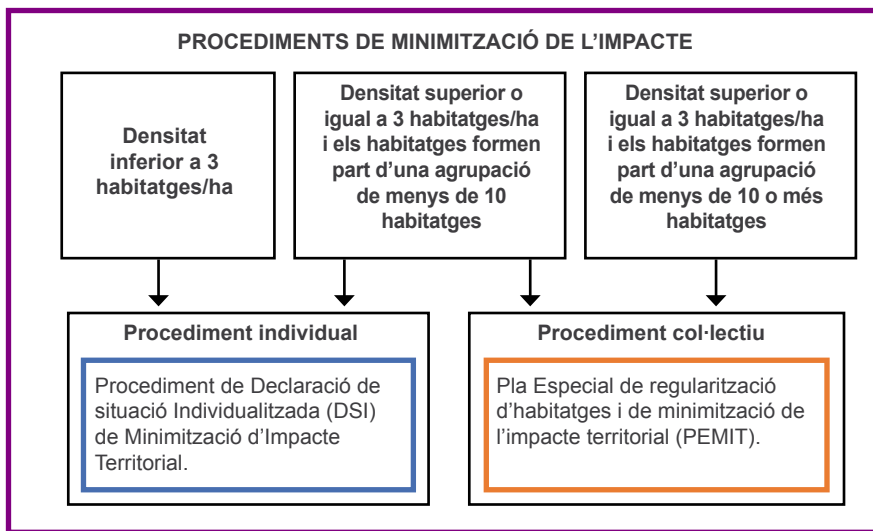 PROCEDIMENTS DE MINIMITZACIÓ DE L’IMPACTE
Densitat
inferior a 3
habitatges/ha
Densitat superior o
igual a 3 habitatges/ha
i els habitatges formen
part d’una agrupació
de menys de 10
habitatges
Densitat superior o
igual a 3 habitatges/ha
i els habitatges formen
part d’una agrupació
de menys de 10 o més
habitatges
Procediment individual
Procediment de Declaració de
situació Individualitzada (DSI)
de Minimització d’Impacte
Territorial.
Procediment col·lectiu
Pla Especial de regularització
d’habitatges i de minimització de
l’impacte territorial (PEMIT).